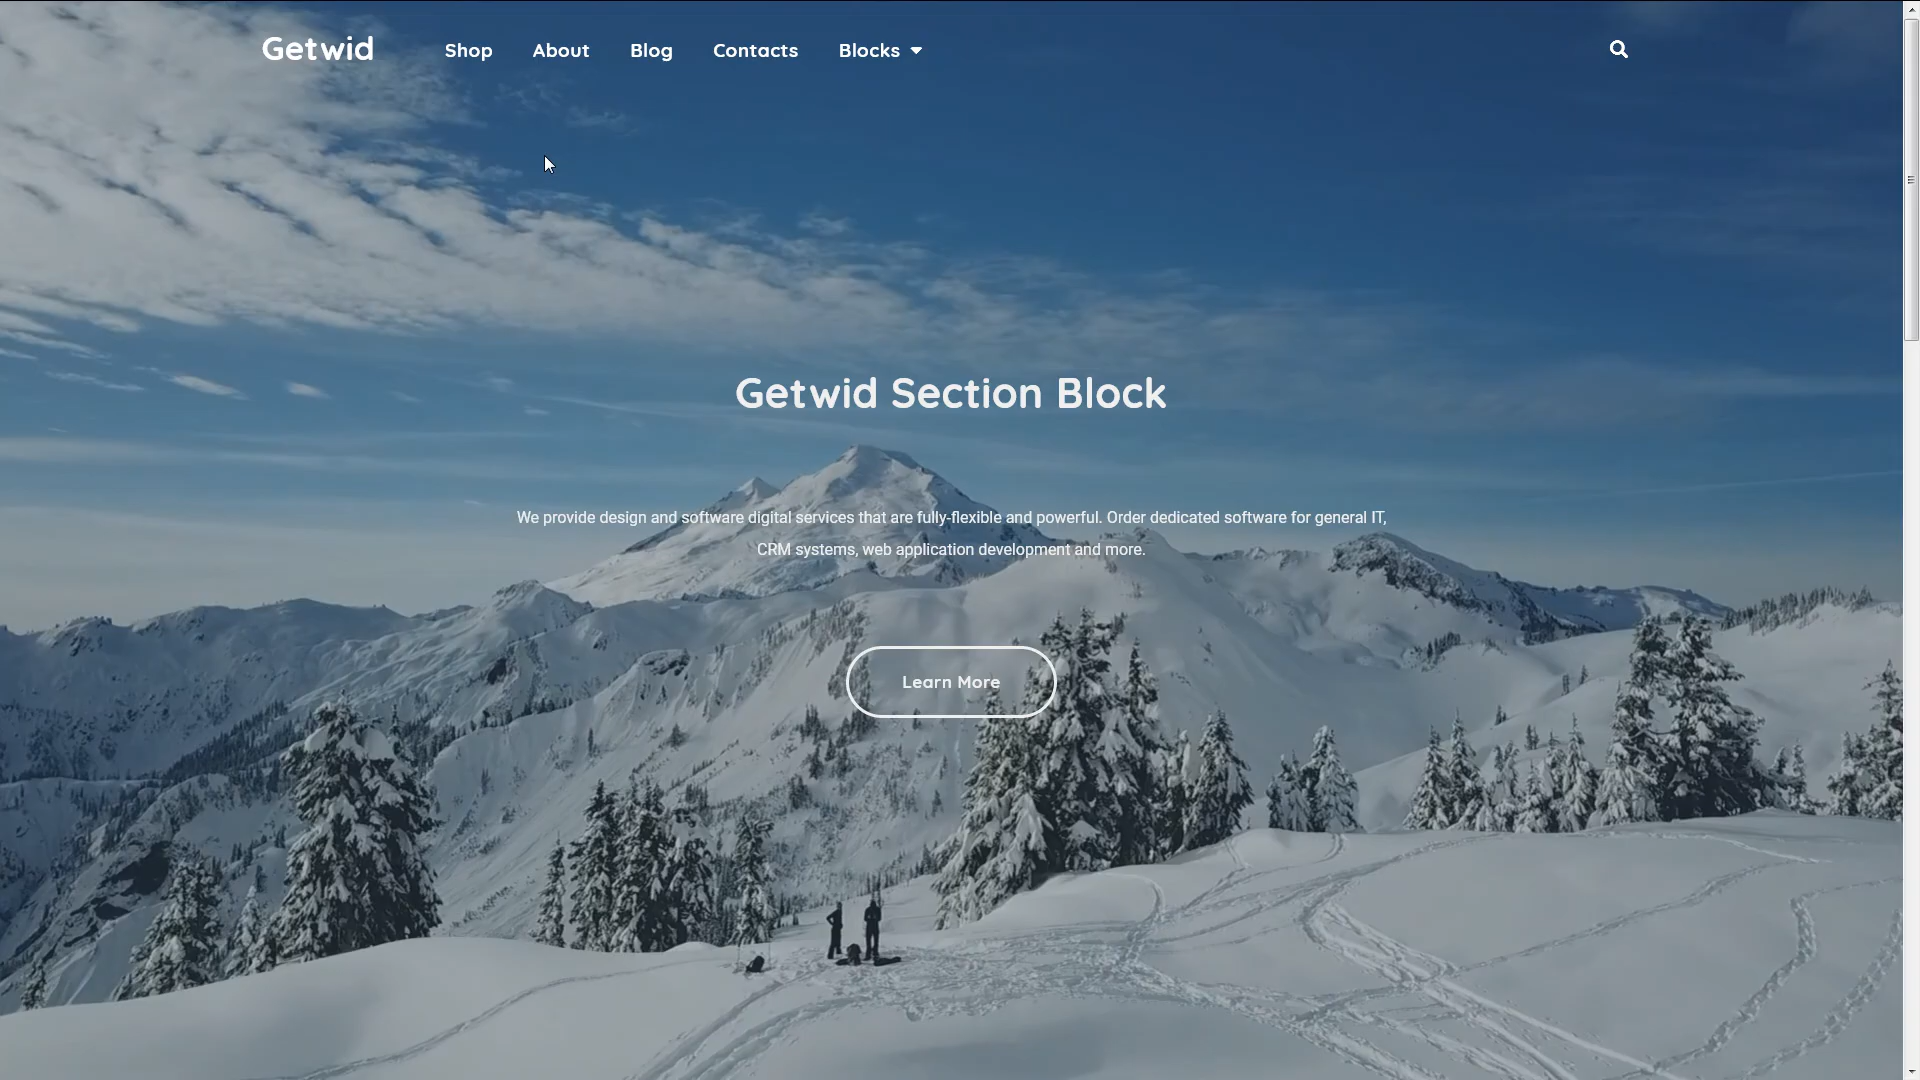 Getwid
Shop
About
Blog
Contacts
Blocks
Getwid Section Block
We provide design and software digital services that are fully-flexible and powerful. Order dedicated software for general IT,
CRM systems, web application development and more.
Learn More